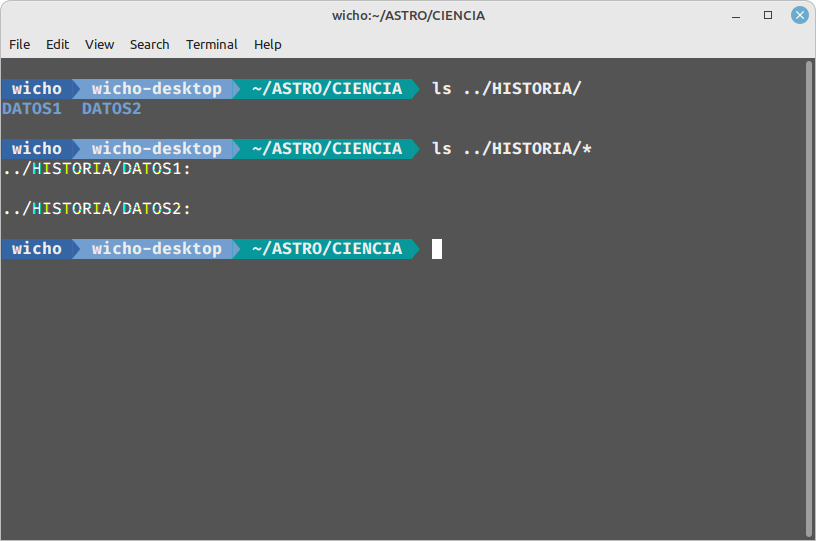 wicho:~/ASTRO/CIENCIA
File Edit View Search Terminal Help
wicho wicho-desktop ~/ASTRO/CIENCIA ls ../HISTORIA/
DATOS1 DATOS2
wicho wicho-desktop ~/ASTRO/CIENCIA ls ../HISTORIA/*
../HISTORIA/DATOS1:
../HISTORIA/DATOS2:
wicho wicho-desktop ~/ASTRO/CIENCIA